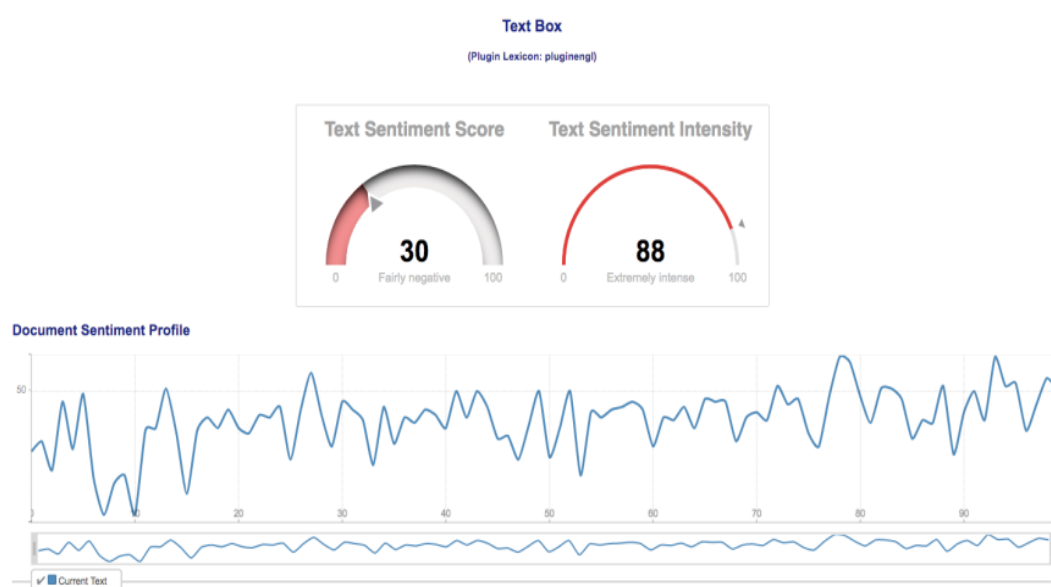 Text Box
(Plugin Lexicon: pluginengl)
Text Sentiment Score Text Sentiment Intensity
30 88
0 Fairly negative 100 0 Extremely intense 100
Document Sentiment Profile
50
10 20 30 40 50 60 70 80 90
✓ Current Text